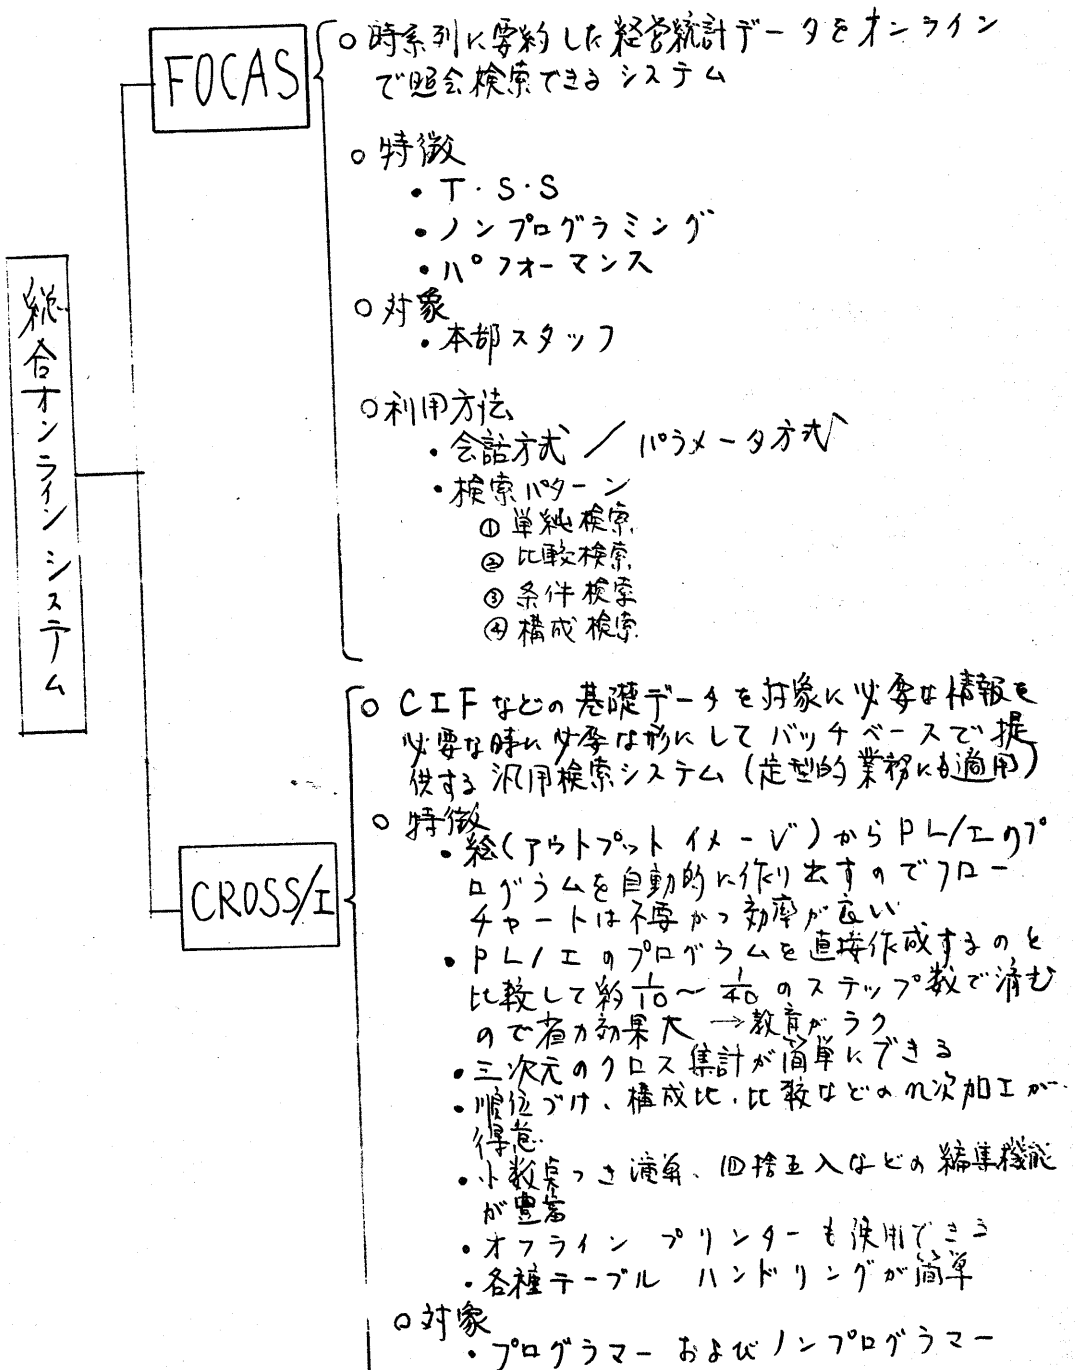 総合オンラインシステム
FOCAS
○時系列に要約した経営統計データをオンライン
で照会検索できるシステム
○特徴
・T・S・S
・ノンプログラミング
・パフォーマンス
○対象
・本部スタッフ
○利用方法
・会話方式／パラメータ方式
・検索パターン
①単純検索
②比較検索
③条件検索
④構成検索
CROSS/I
○CIFなどの基礎データを対象に必要な情報を
必要な時に必要な形にしてバッチベースで提
供する汎用検索システム(定型的業務にも適用)
○特徴
・絵(アウトプットイメージ)からPL/Iのプ
ログラムを自動的に作り出すのでフロー
チャートは不要かつ効率が良い
・PL/Iのプログラムを直接作成するのと
比較して約1/10〜1/40のステップ数で済む
ので省力効果大→教育がラク
・三次元のクロス集計が簡単にできる
・順位づけ、構成比、比較などのn次加工が
得意
・小数点つき演算、四捨五入などの編集機能
が豊富
・オフラインプリンターも使用できる
・各種テーブルハンドリングが簡単
○対象
・プログラマーおよびノンプログラマー